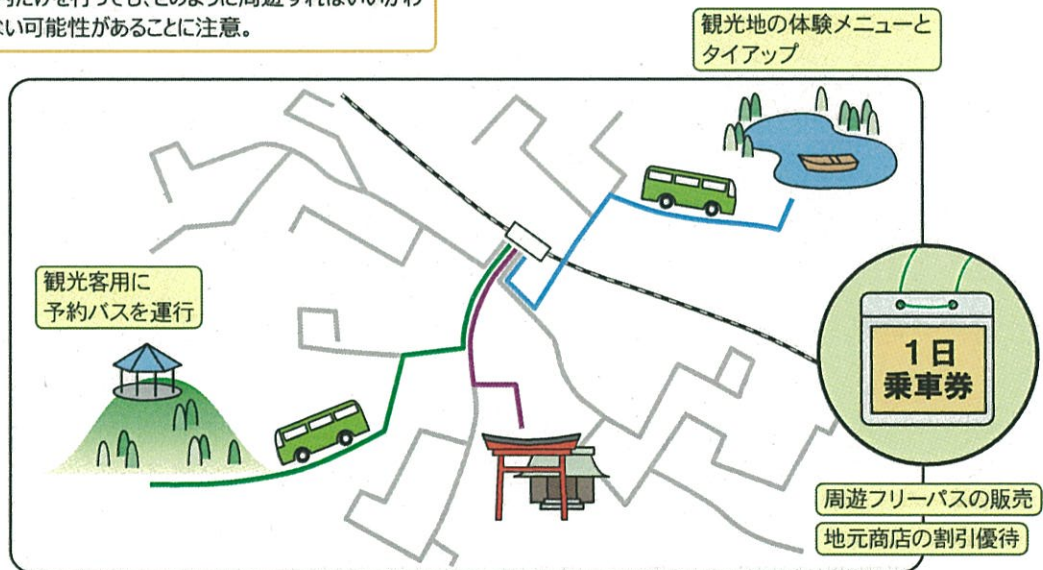 ない可能性があることに注意。
観光地の体験メニューと
タイアップ
観光客用に
予約バスを運行
1日
乗車券
周遊フリーパスの販売
地元商店の割引優待